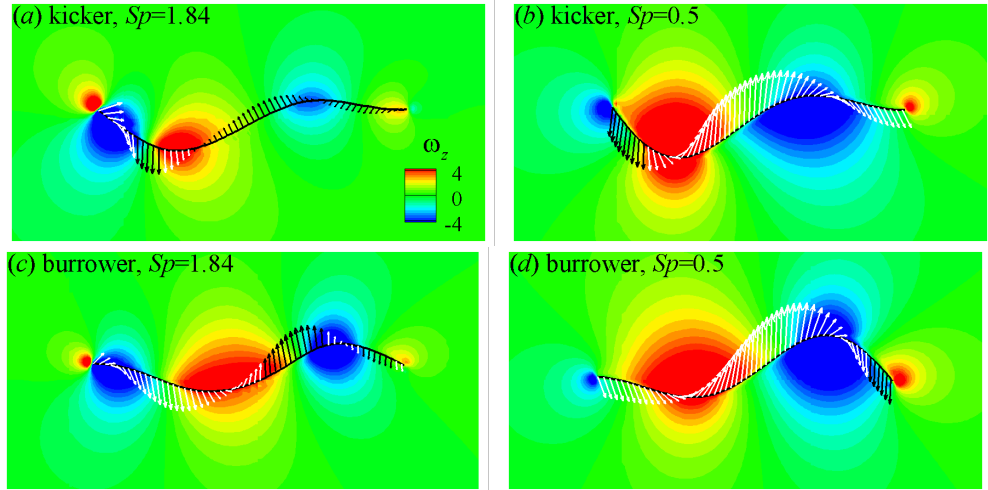 (a) kicker, Sp=1.84
(b) kicker, Sp=0.5
ω_z
4
0
-4
(c) burrower, Sp=1.84
(d) burrower, Sp=0.5